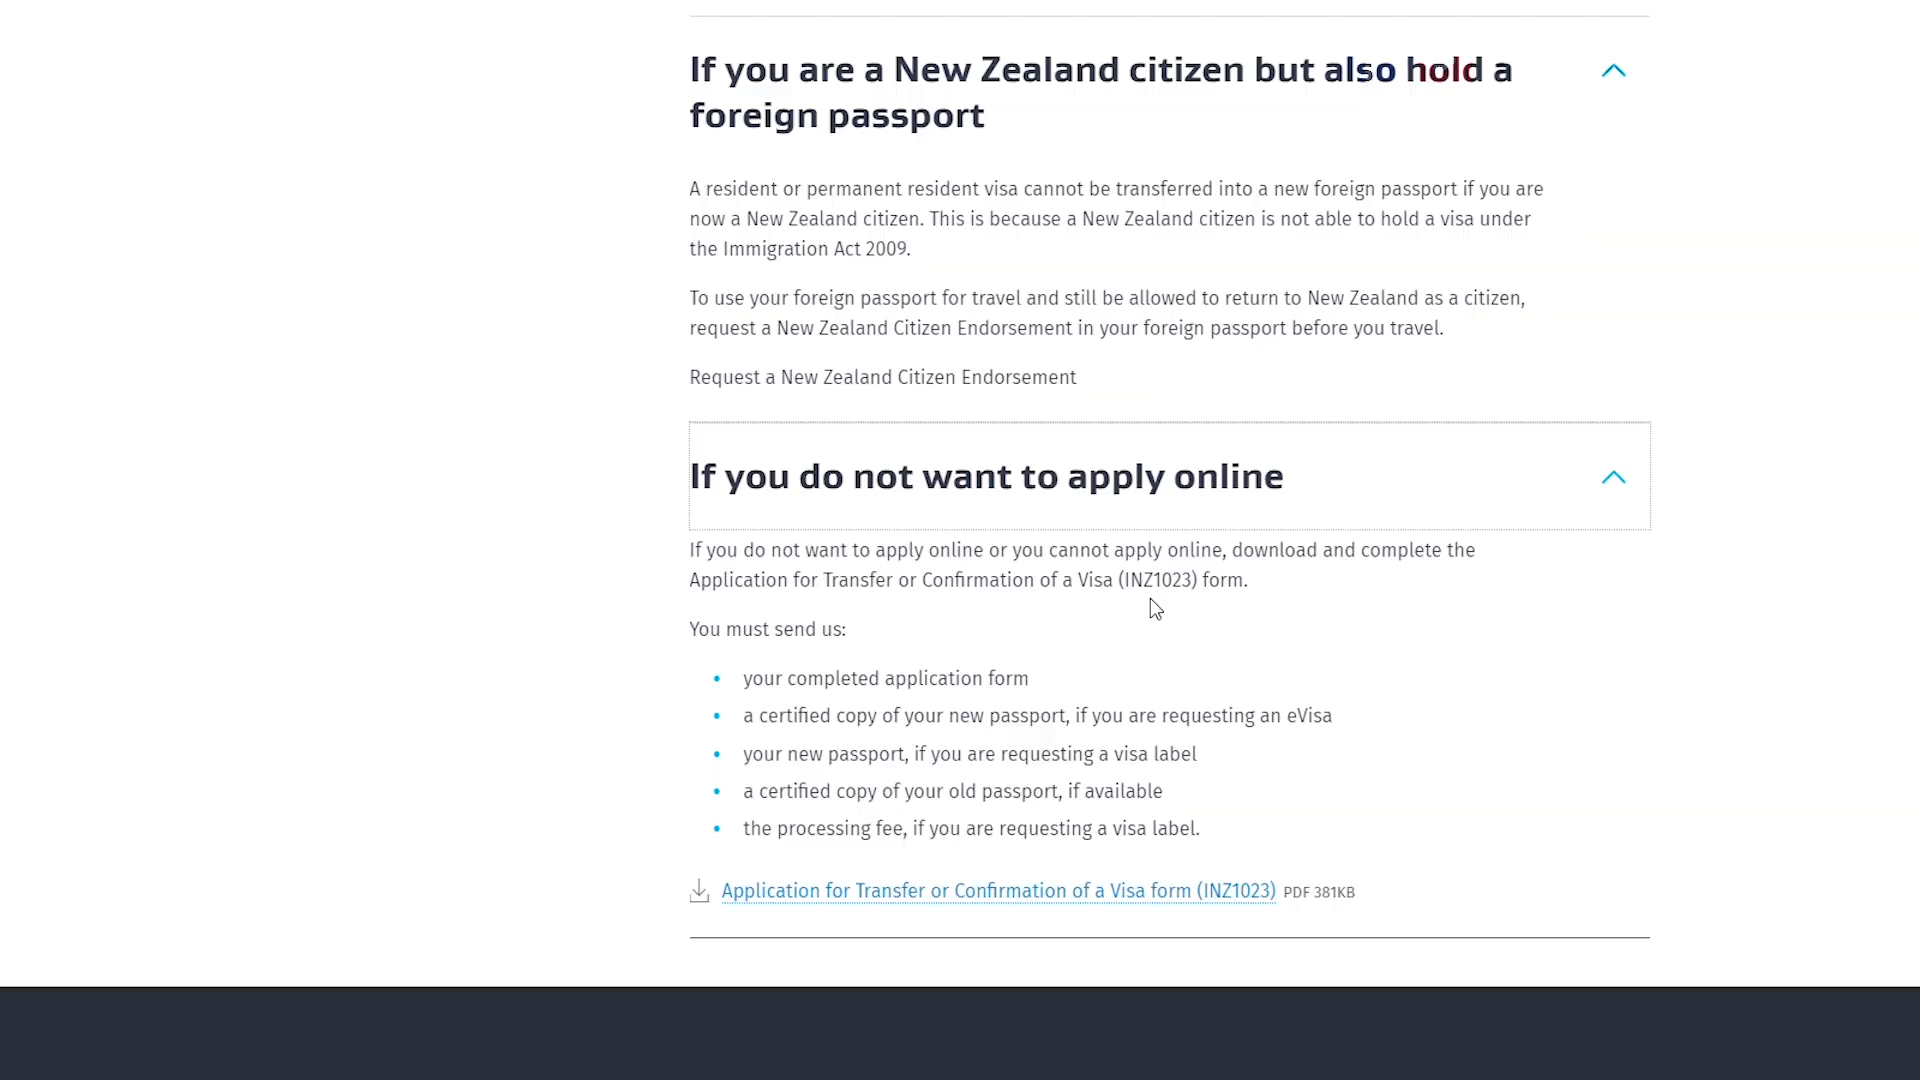 If you are a New Zealand citizen but also hold a
foreign passport
A resident or permanent resident visa cannot be transferred into a new foreign passport if you are
now a New Zealand citizen. This is because a New Zealand citizen is not able to hold a visa under
the Immigration Act 2009.
To use your foreign passport for travel and still be allowed to return to New Zealand as a citizen,
request a New Zealand Citizen Endorsement in your foreign passport before you travel.
Request a New Zealand Citizen Endorsement
If you do not want to apply online
If you do not want to apply online or you cannot apply online, download and complete the
Application for Transfer or Confirmation of a Visa (INZ1023) form.
You must send us:
• your completed application form
• a certified copy of your new passport, if you are requesting an eVisa
• your new passport, if you are requesting a visa label
• a certified copy of your old passport, if available
• the processing fee, if you are requesting a visa label.
Application for Transfer or Confirmation of a Visa form (INZ1023) PDF 381KB